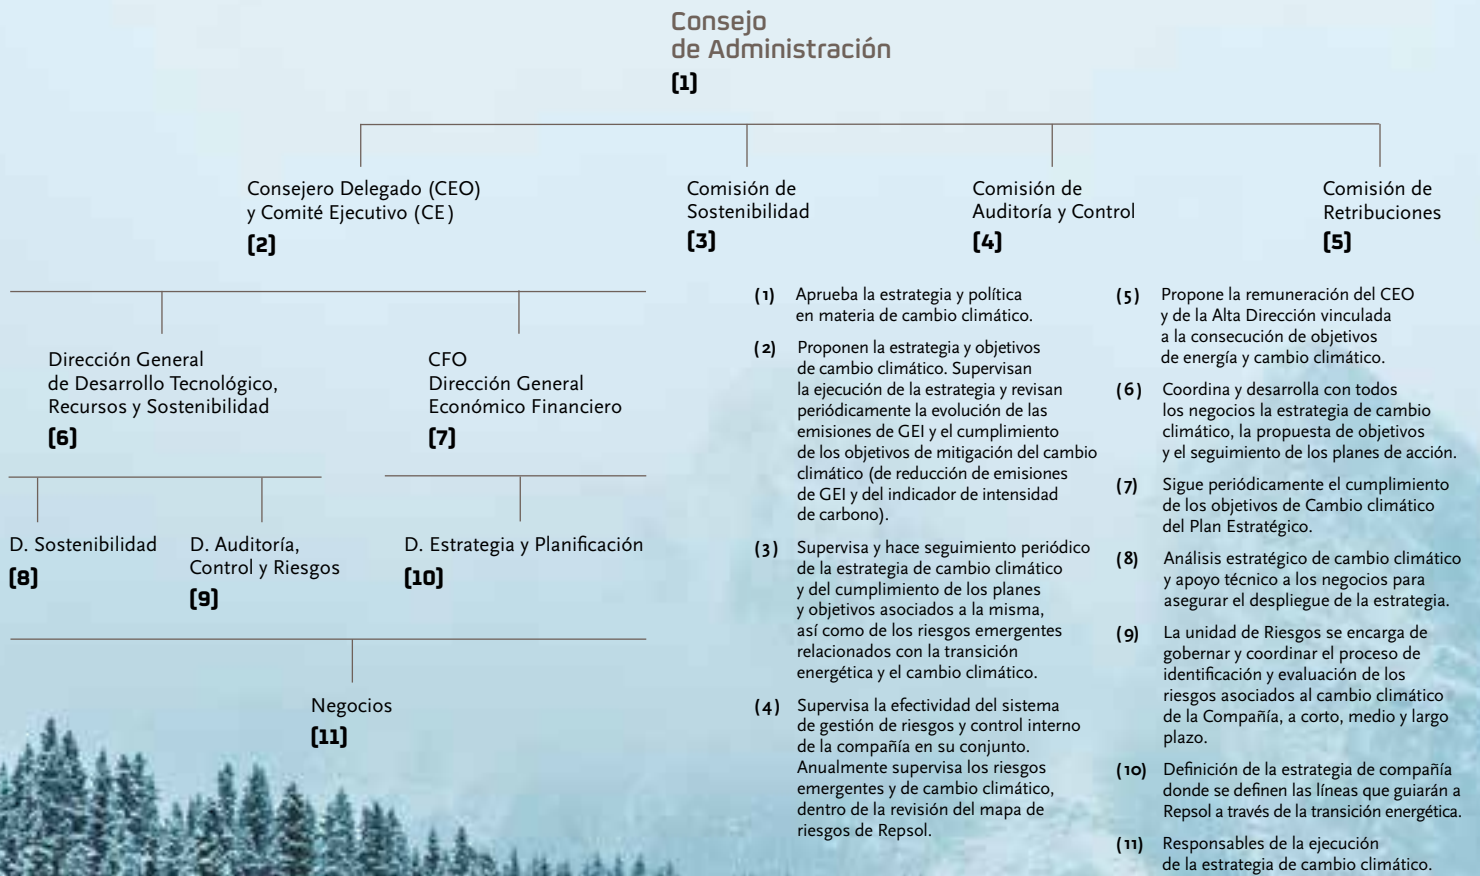 Consejo
de Administración
(1)
Consejero Delegado (CEO)
y Comité Ejecutivo (CE)
(2)
Comisión de
Sostenibilidad
(3)
Comisión de
Auditoría y Control
(4)
Comisión de
Retribuciones
(5)
Dirección General
de Desarrollo Tecnológico,
Recursos y Sostenibilidad
(6)
CFO
Dirección General
Económico Financiero
(7)
D. Sostenibilidad
(8)
D. Auditoría,
Control y Riesgos
(9)
D. Estrategia y Planificación
(10)
Negocios
(11)
(1) Aprueba la estrategia y política
en materia de cambio climático.
(2) Proponen la estrategia y objetivos
de cambio climático. Supervisan
la ejecución de la estrategia y revisan
periódicamente la evolución de las
emisiones de GEI y el cumplimiento
de los objetivos de mitigación del cambio
climático (de reducción de emisiones
de GEI y del indicador de intensidad
de carbono).
(3) Supervisa y hace seguimiento periódico
de la estrategia de cambio climático
y del cumplimiento de los planes
y objetivos asociados a la misma,
así como de los riesgos emergentes
relacionados con la transición
energética y el cambio climático.
(4) Supervisa la efectividad del sistema
de gestión de riesgos y control interno
de la compañía en su conjunto.
Anualmente supervisa los riesgos
emergentes y de cambio climático,
dentro de la revisión del mapa de
riesgos de Repsol.
(5) Propone la remuneración del CEO
y de la Alta Dirección vinculada
a la consecución de objetivos
de energía y cambio climático.
(6) Coordina y desarrolla con todos
los negocios la estrategia de cambio
climático, la propuesta de objetivos
y el seguimiento de los planes de acción.
(7) Sigue periódicamente el cumplimiento
de los objetivos de Cambio climático
del Plan Estratégico.
(8) Análisis estratégico de cambio climático
y apoyo técnico a los negocios para
asegurar el despliegue de la estrategia.
(9) La unidad de Riesgos se encarga de
gobernar y coordinar el proceso de
identificación y evaluación de los
riesgos asociados al cambio climático
de la Compañía, a corto, medio y largo
plazo.
(10) Definición de la estrategia de compañía
donde se definen las líneas que guiarán a
Repsol a través de la transición energética.
(11) Responsables de la ejecución
de la estrategia de cambio climático.